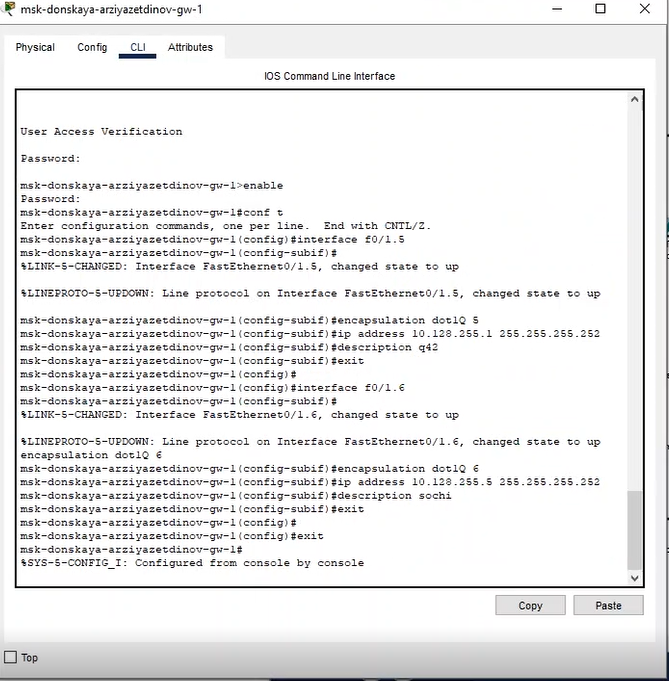 msk-donskaya-arziyazetdinov-gw-1
Physical Config CLI Attributes
IOS Command Line Interface
User Access Verification
Password:
msk-donskaya-arziyazetdinov-gw-1>enable
Password:
msk-donskaya-arziyazetdinov-gw-1#conf t
Enter configuration commands, one per line.  End with CNTL/Z.
msk-donskaya-arziyazetdinov-gw-1(config)#interface f0/1.5
msk-donskaya-arziyazetdinov-gw-1(config-subif)#
%LINK-5-CHANGED: Interface FastEthernet0/1.5, changed state to up
%LINEPROTO-5-UPDOWN: Line protocol on Interface FastEthernet0/1.5, changed state to up
msk-donskaya-arziyazetdinov-gw-1(config-subif)#encapsulation dot1Q 5
msk-donskaya-arziyazetdinov-gw-1(config-subif)#ip address 10.128.255.1 255.255.255.252
msk-donskaya-arziyazetdinov-gw-1(config-subif)#description q42
msk-donskaya-arziyazetdinov-gw-1(config-subif)#exit
msk-donskaya-arziyazetdinov-gw-1(config)#
msk-donskaya-arziyazetdinov-gw-1(config)#interface f0/1.6
msk-donskaya-arziyazetdinov-gw-1(config-subif)#
%LINK-5-CHANGED: Interface FastEthernet0/1.6, changed state to up
%LINEPROTO-5-UPDOWN: Line protocol on Interface FastEthernet0/1.6, changed state to up
encapsulation dot1Q 6
msk-donskaya-arziyazetdinov-gw-1(config-subif)#encapsulation dot1Q 6
msk-donskaya-arziyazetdinov-gw-1(config-subif)#ip address 10.128.255.5 255.255.255.252
msk-donskaya-arziyazetdinov-gw-1(config-subif)#description sochi
msk-donskaya-arziyazetdinov-gw-1(config-subif)#exit
msk-donskaya-arziyazetdinov-gw-1(config)#
msk-donskaya-arziyazetdinov-gw-1(config)#exit
msk-donskaya-arziyazetdinov-gw-1#
%SYS-5-CONFIG_I: Configured from console by console
Copy Paste
Top